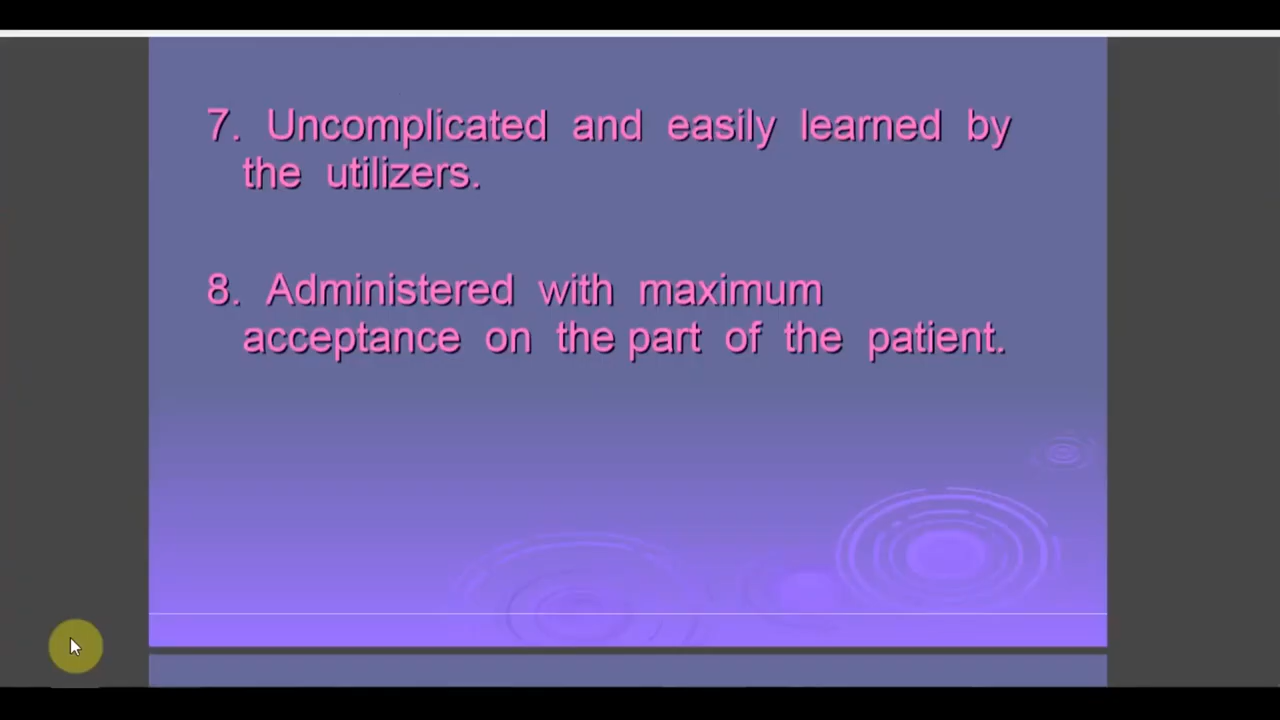 7. Uncomplicated and easily learned by
the utilizers.
8. Administered with maximum
acceptance on the part of the patient.